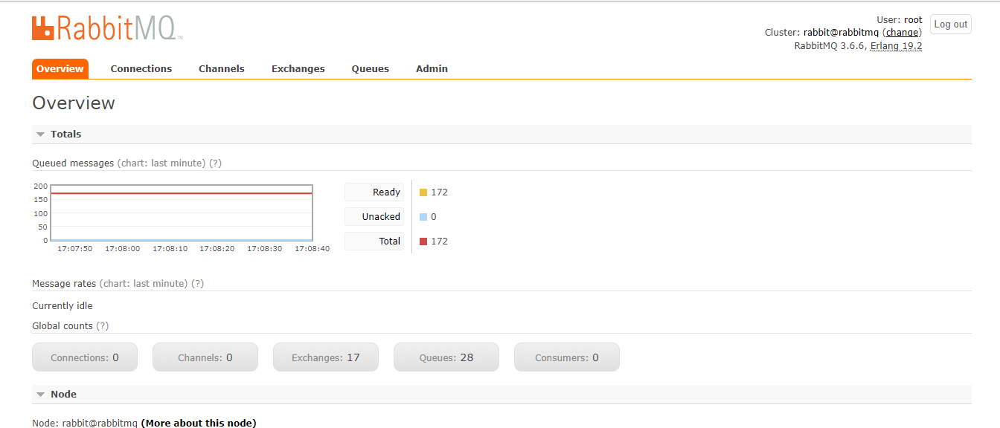 RabbitMQ TM
User: root
Log out
Cluster: rabbit@rabbitmq (change)
RabbitMQ 3.6.6, Erlang 19.2
Overview Connections Channels Exchanges Queues Admin
Overview
Totals
Queued messages (chart: last minute) (?)
200
150
100
50
0
17:07:50 17:08:00 17:08:10 17:08:20 17:08:30 17:08:40
Ready 172
Unacked 0
Total 172
Message rates (chart: last minute) (?)
Currently idle
Global counts (?)
Connections: 0 Channels: 0 Exchanges: 17 Queues: 28 Consumers: 0
Node
Node: rabbit@rabbitmq (More about this node)